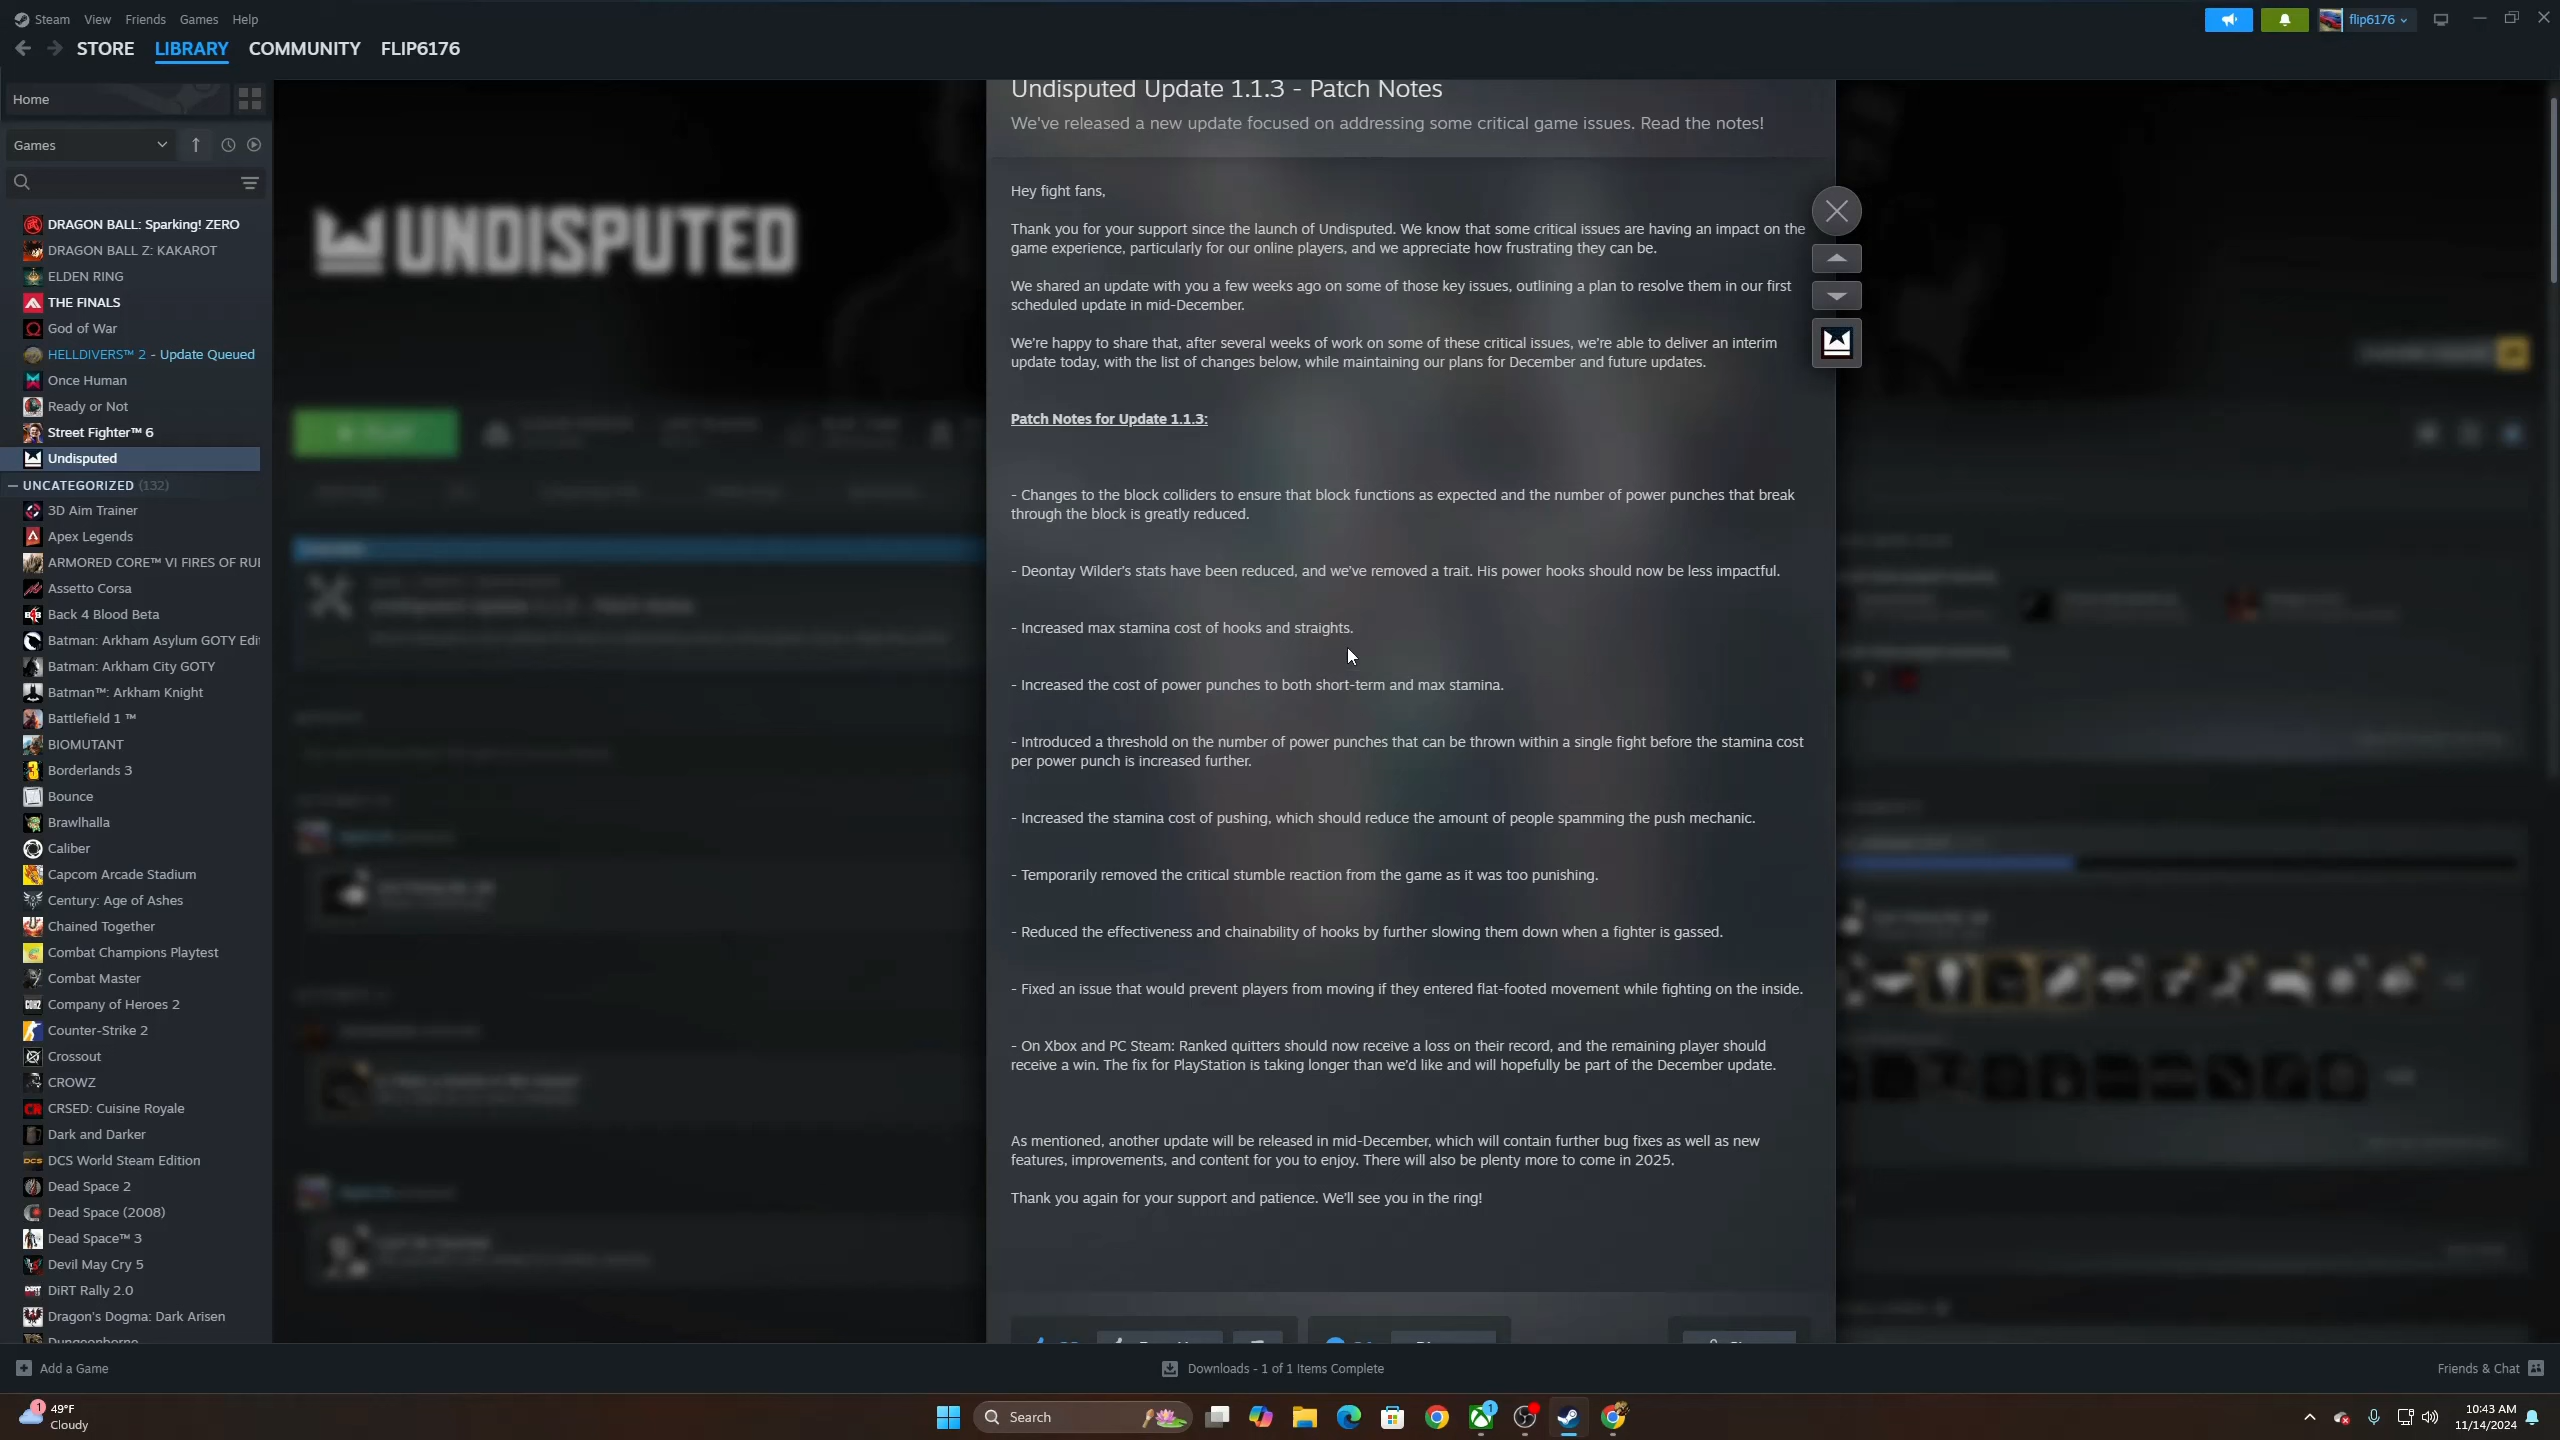 Steam View Friends Games Help
flip6176
STORE LIBRARY COMMUNITY FLIP6176
Home
Games
DRAGON BALL: Sparking! ZERO
DRAGON BALL Z: KAKAROT
ELDEN RING
THE FINALS
God of War
HELLDIVERS™ 2 - Update Queued
Once Human
Ready or Not
Street Fighter™ 6
Undisputed
— UNCATEGORIZED (132)
3D Aim Trainer
Apex Legends
ARMORED CORE™ VI FIRES OF RUI
Assetto Corsa
Back 4 Blood Beta
Batman: Arkham Asylum GOTY Edit
Batman: Arkham City GOTY
Batman™: Arkham Knight
Battlefield 1 ™
BIOMUTANT
Borderlands 3
Bounce
Brawlhalla
Caliber
Capcom Arcade Stadium
Century: Age of Ashes
Chained Together
Combat Champions Playtest
Combat Master
Company of Heroes 2
Counter-Strike 2
Crossout
CROWZ
CRSED: Cuisine Royale
Dark and Darker
DCS World Steam Edition
Dead Space 2
Dead Space (2008)
Dead Space™ 3
Devil May Cry 5
DiRT Rally 2.0
Dragon's Dogma: Dark Arisen
Dungeonborne
UNDISPUTED
Undisputed Update 1.1.3 - Patch Notes
We've released a new update focused on addressing some critical game issues. Read the notes!
Hey fight fans,
Thank you for your support since the launch of Undisputed. We know that some critical issues are having an impact on the
game experience, particularly for our online players, and we appreciate how frustrating they can be.
We shared an update with you a few weeks ago on some of those key issues, outlining a plan to resolve them in our first
scheduled update in mid-December.
We're happy to share that, after several weeks of work on some of these critical issues, we're able to deliver an interim
update today, with the list of changes below, while maintaining our plans for December and future updates.
Patch Notes for Update 1.1.3:
- Changes to the block colliders to ensure that block functions as expected and the number of power punches that break
through the block is greatly reduced.
- Deontay Wilder's stats have been reduced, and we've removed a trait. His power hooks should now be less impactful.
- Increased max stamina cost of hooks and straights.
- Increased the cost of power punches to both short-term and max stamina.
- Introduced a threshold on the number of power punches that can be thrown within a single fight before the stamina cost
per power punch is increased further.
- Increased the stamina cost of pushing, which should reduce the amount of people spamming the push mechanic.
- Temporarily removed the critical stumble reaction from the game as it was too punishing.
- Reduced the effectiveness and chainability of hooks by further slowing them down when a fighter is gassed.
- Fixed an issue that would prevent players from moving if they entered flat-footed movement while fighting on the inside.
- On Xbox and PC Steam: Ranked quitters should now receive a loss on their record, and the remaining player should
receive a win. The fix for PlayStation is taking longer than we'd like and will hopefully be part of the December update.
As mentioned, another update will be released in mid-December, which will contain further bug fixes as well as new
features, improvements, and content for you to enjoy. There will also be plenty more to come in 2025.
Thank you again for your support and patience. We'll see you in the ring!
Add a Game
Downloads - 1 of 1 Items Complete
Friends & Chat
1
49°F
Cloudy
Search
1
10:43 AM
11/14/2024